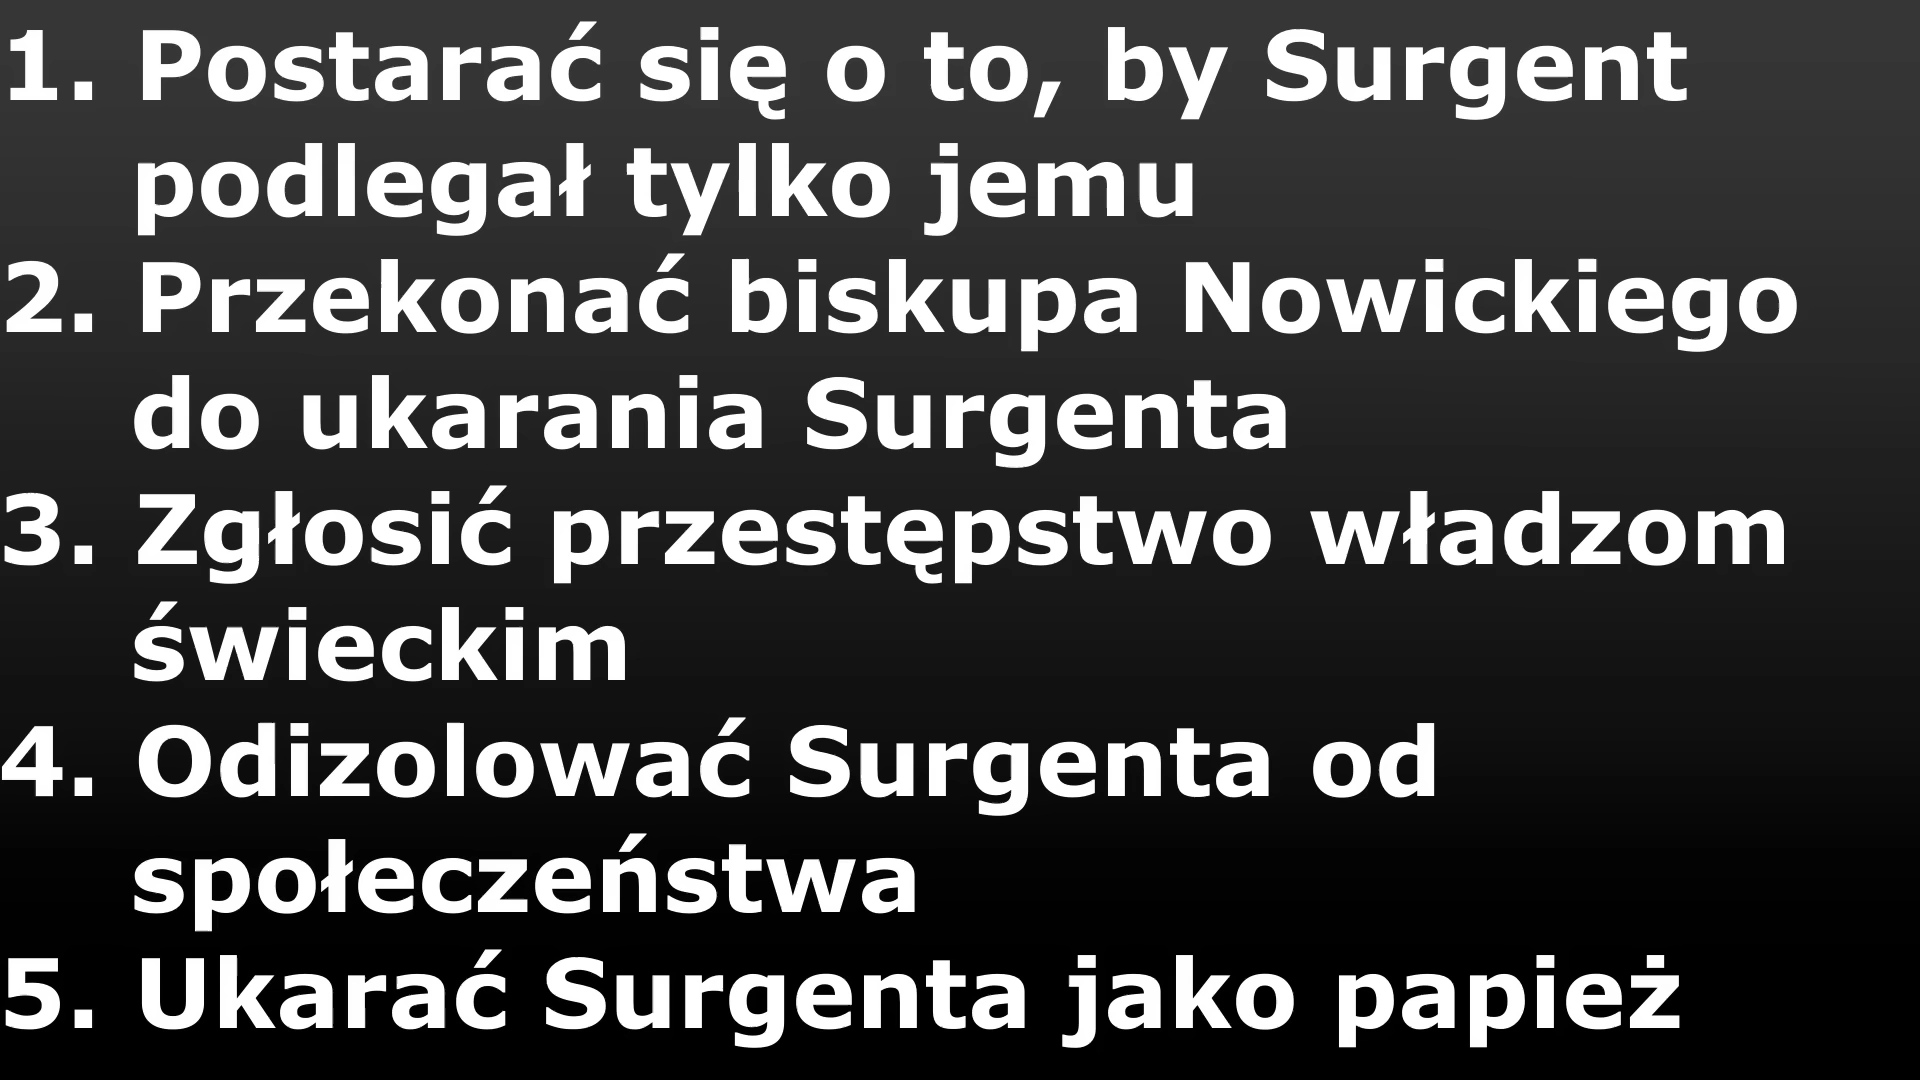 1. Postarać się o to, by Surgent
podlegał tylko jemu
2. Przekonać biskupa Nowickiego
do ukarania Surgenta
3. Zgłosić przestępstwo władzom
świeckim
4. Odizolować Surgenta od
społeczeństwa
5. Ukarać Surgenta jako papież